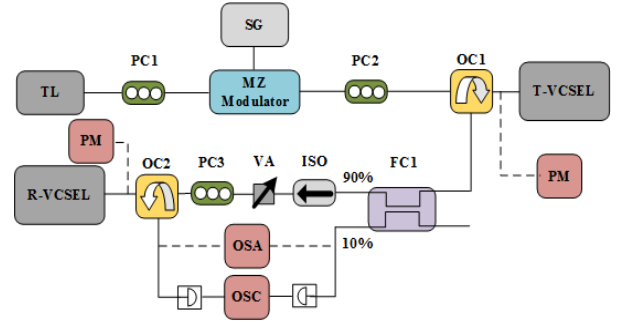 SG
PC1
PC2
OC1
TL
MZ
Modulator
T-VCSEL
PM
OC2
PC3
VA
ISO
90%
FC1
PM
R-VCSEL
OSA
10%
OSC